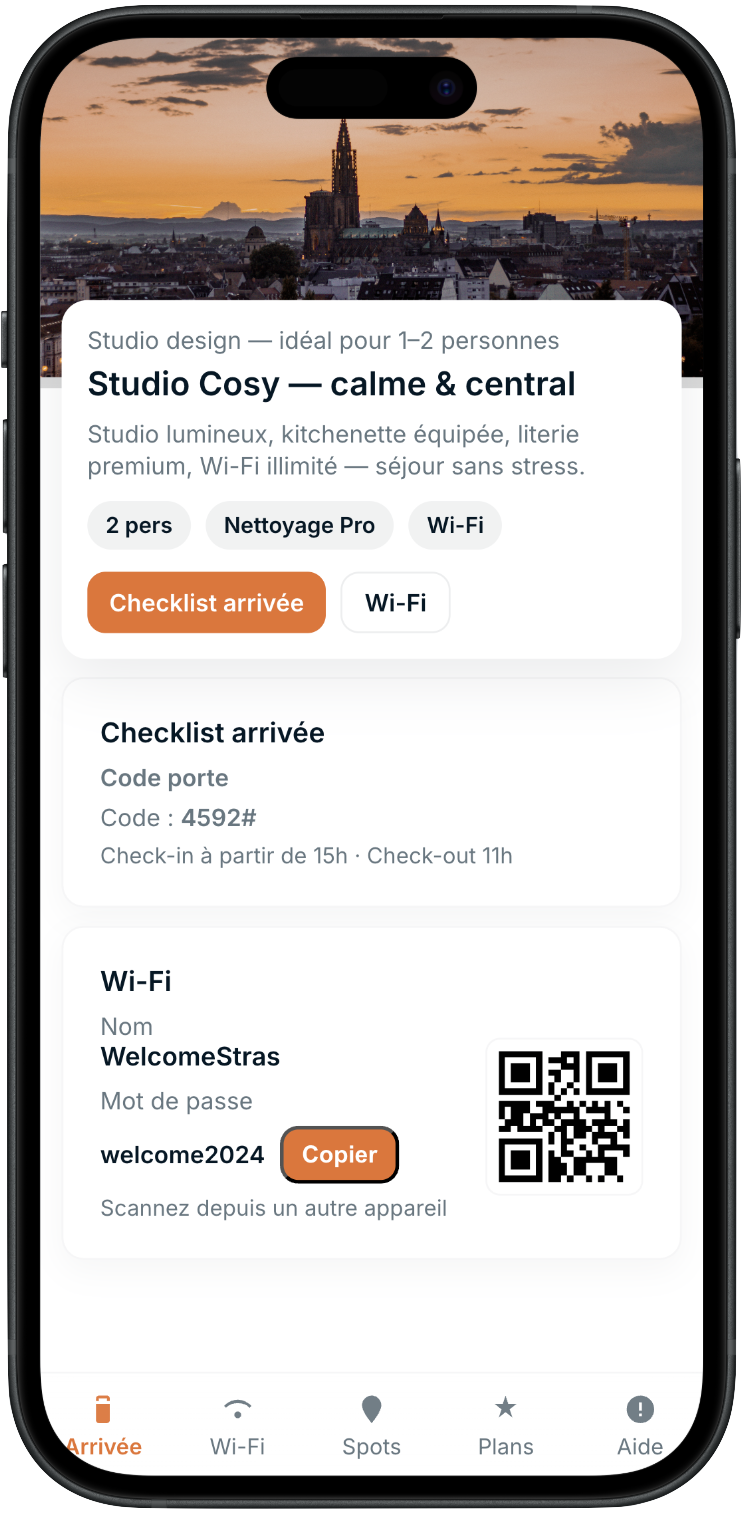 Studio design — idéal pour 1–2 personnes
Studio Cosy — calme & central
Studio lumineux, kitchenette équipée, literie
premium, Wi-Fi illimité — séjour sans stress.
2 pers Nettoyage Pro Wi-Fi
Checklist arrivée Wi-Fi
Checklist arrivée
Code porte
Code : 4592#
Check-in à partir de 15h · Check-out 11h
Wi-Fi
Nom
WelcomeStras
Mot de passe
welcome2024 Copier
Scannez depuis un autre appareil
Arrivée Wi-Fi Spots Plans Aide